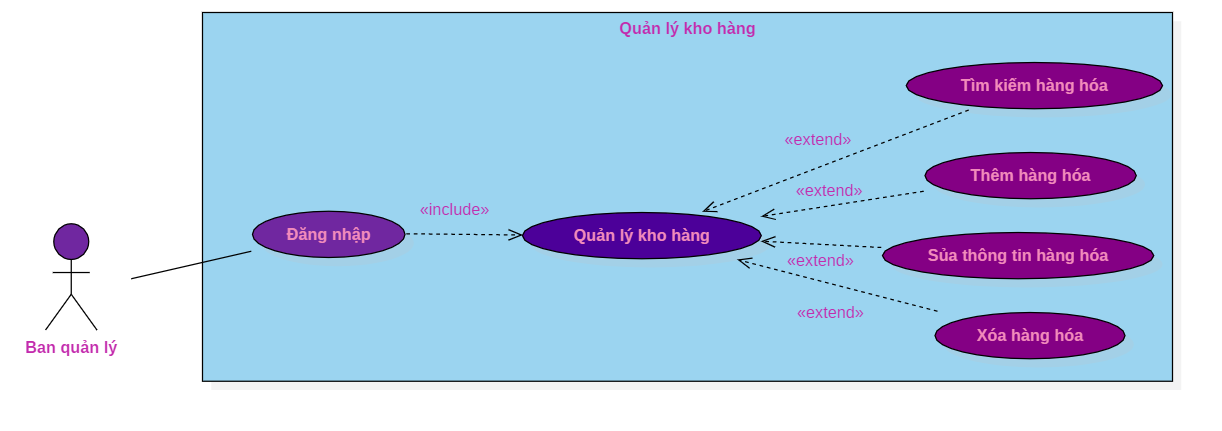 Quản lý kho hàng
Tìm kiếm hàng hóa
«extend»
Thêm hàng hóa
«extend»
«include»
Đăng nhập
Quản lý kho hàng
Sủa thông tin hàng hóa
«extend»
«extend»
Xóa hàng hóa
Ban quản lý